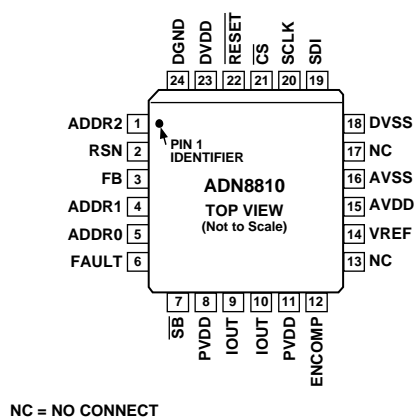 DGND
DVDD
RESET
CS
SCLK
SDI
24 23 22 21 20 19
ADDR2 1
RSN 2
FB 3
ADDR1 4
ADDR0 5
FAULT 6
PIN 1
IDENTIFIER
ADN8810
TOP VIEW
(Not to Scale)
18 DVSS
17 NC
16 AVSS
15 AVDD
14 VREF
13 NC
7 8 9 10 11 12
SB
PVDD
IOUT
IOUT
PVDD
ENCOMP
NC = NO CONNECT